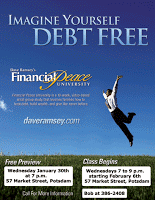 IMAGINE YOURSELF
DEBT FREE
Dave Ramsey's
Financial Peace
UNIVERSITY
daveramsey.com
Free Preview
Wednesday January 30th
at 7 p.m.
57 Market Street, Potsdam
Class Begins
Wednesdays 7 to 9 p.m.
starting February 6th
57 Market Street, Potsdam
Call For More Information
Bob at 386-2408